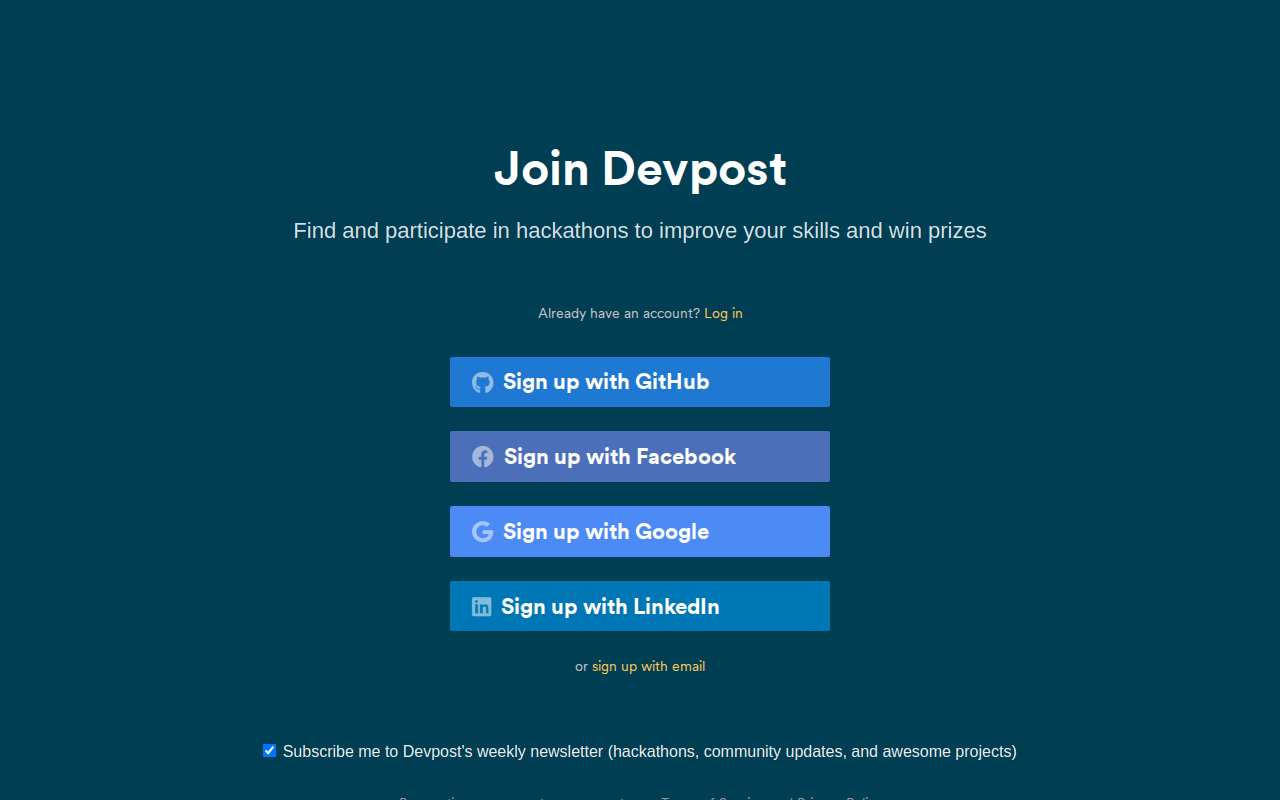 Join Devpost
Find and participate in hackathons to improve your skills and win prizes
Already have an account? Log in
Sign up with GitHub
Sign up with Facebook
Sign up with Google
Sign up with LinkedIn
or sign up with email
Subscribe me to Devpost's weekly newsletter (hackathons, community updates, and awesome projects)